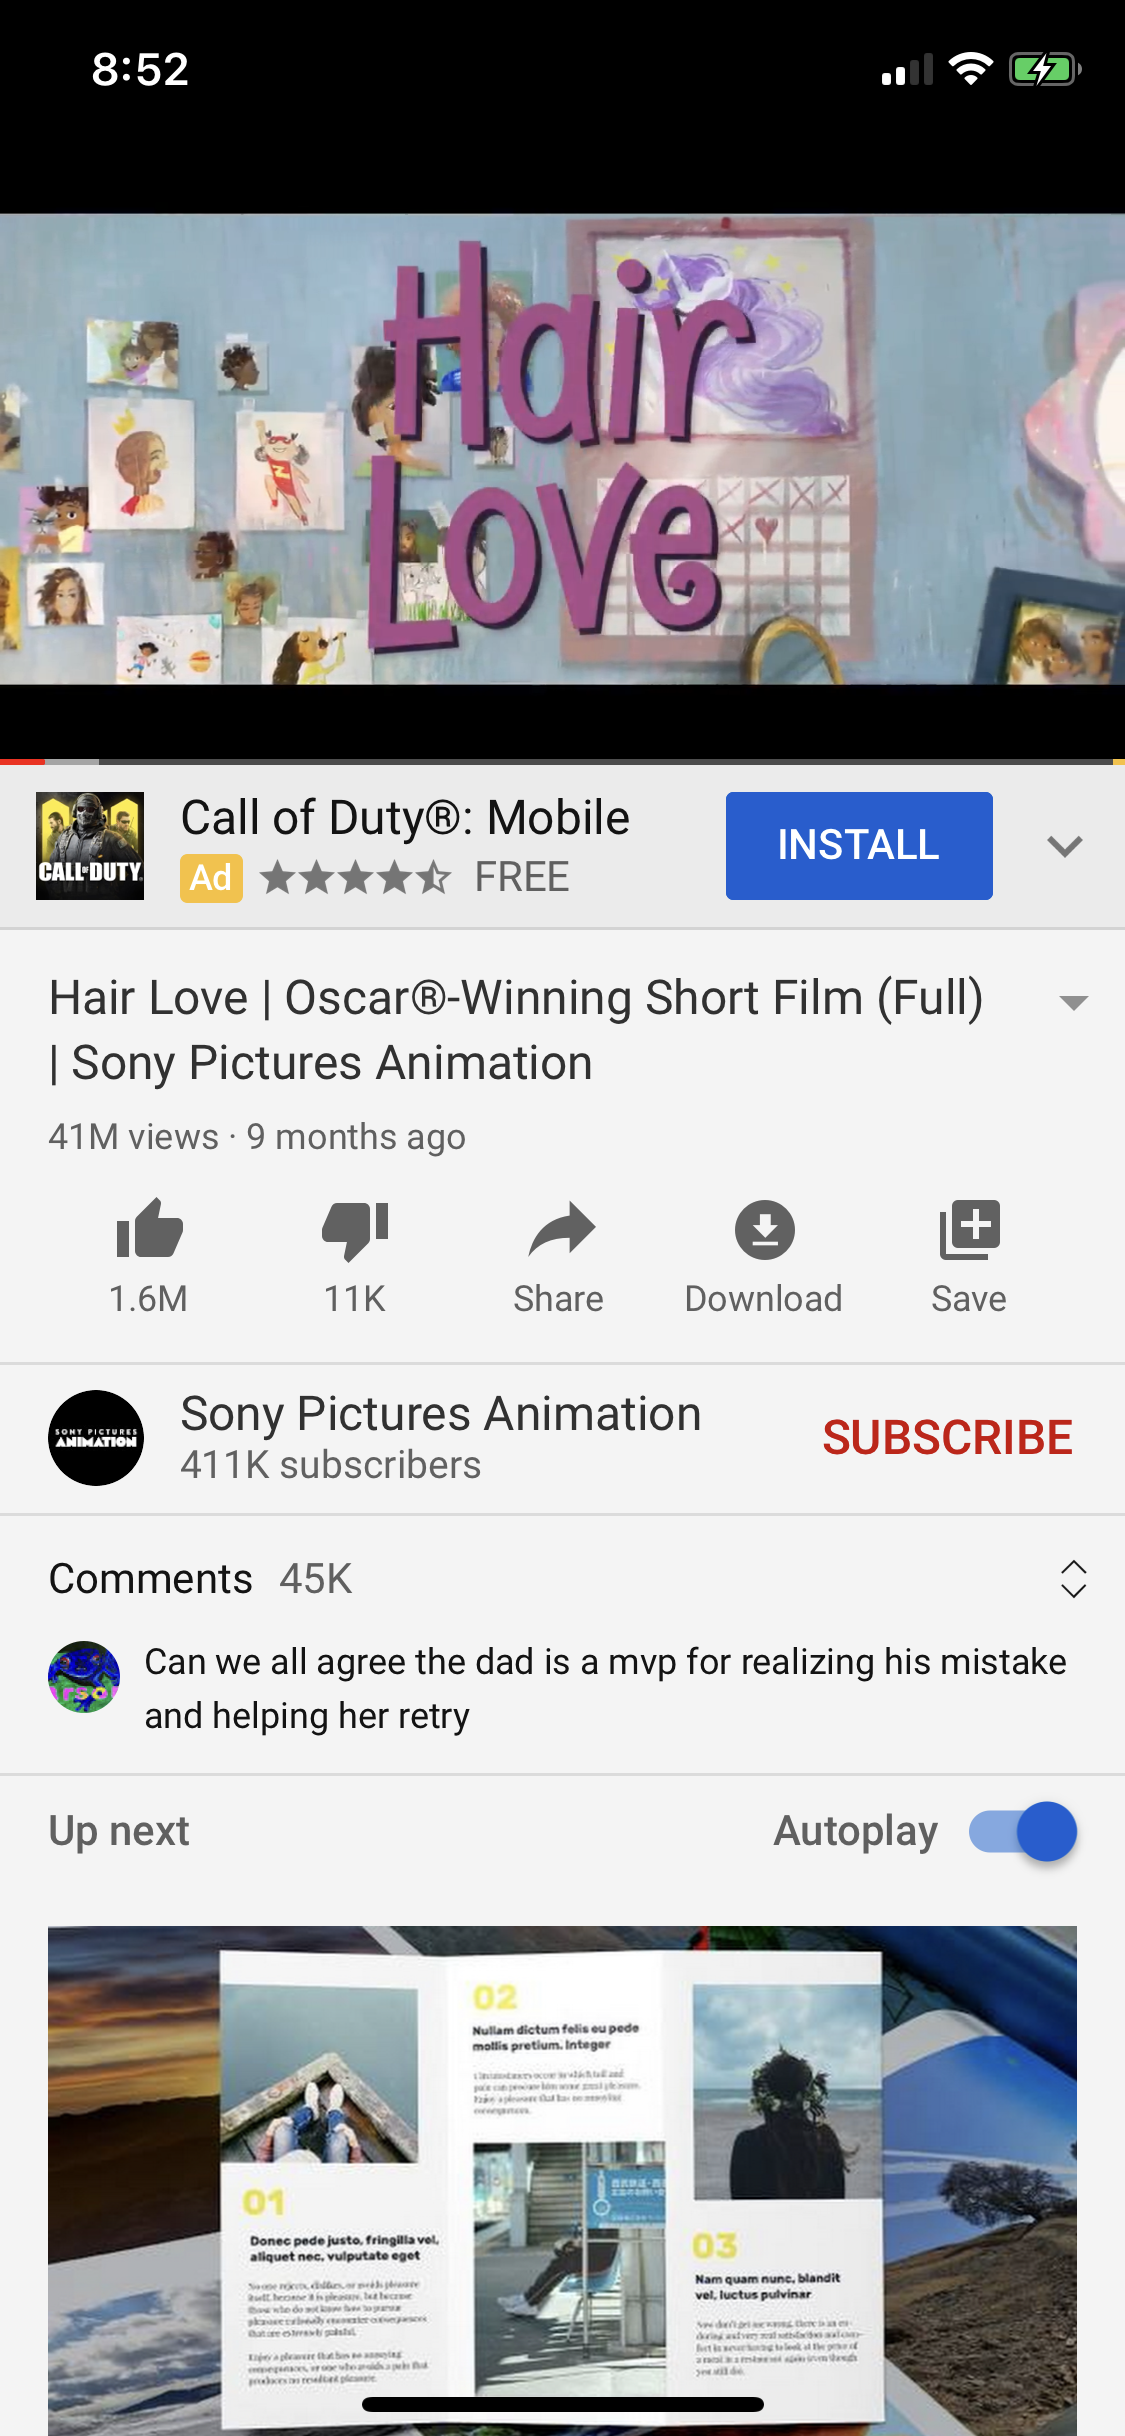 8:52
Hair
Love
CALL OF DUTY
Call of Duty®: Mobile
INSTALL
Ad
FREE
Hair Love | Oscar®-Winning Short Film (Full)
| Sony Pictures Animation
41M views · 9 months ago
1.6M
11K
Share
Download
Save
SONY PICTURES
ANIMATION
Sony Pictures Animation
411K subscribers
SUBSCRIBE
Comments 45K
Can we all agree the dad is a mvp for realizing his mistake
and helping her retry
Up next
Autoplay
01
Donec pede justo, fringilla vel,
aliquet nec, vulputate eget
02
Nullam dictum felis eu pede
mollis pretium. Integer
03
Nam quam nunc, blandit
vel, luctus pulvinar